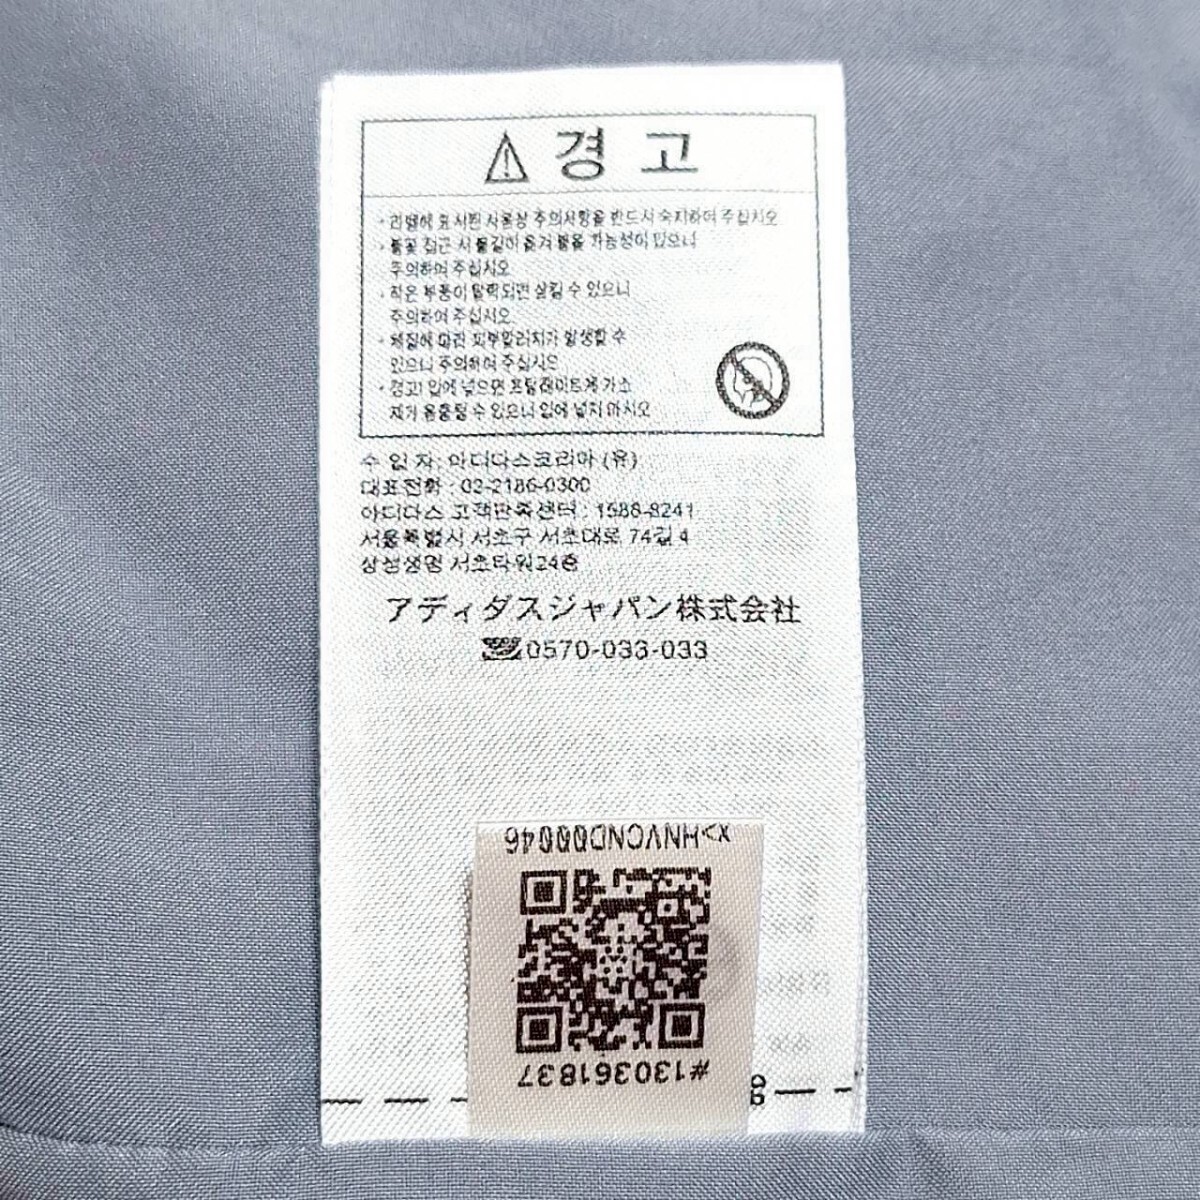 ⚠ 경 고
· 라벨에 표시된 사용상 주의사항을 반드시 숙지하여 주십시오
· 불꽃 접근 시 불길이 옮겨 붙을 가능성이 있으니
주의하여 주십시오
· 작은 부품이 탈락되면 삼킬 수 있으니
주의하여 주십시오
· 체질에 따라 피부알러지가 발생할 수
있으니 주의하여 주십시오
· 경고! 입에 넣으면 프탈레이트계 가소
제가 용출될 수 있으니 입에 넣지 마시오
수 입 자: 아디다스코리아 (유)
대표전화 : 02-2186-0300
아디다스 고객만족센터 : 1588-8241
서울특별시 서초구 서초대로 74길 4
삼성생명 서초타워24층
アディダスジャパン株式会社
0570-033-033
X>HNVCND000046
#130361837